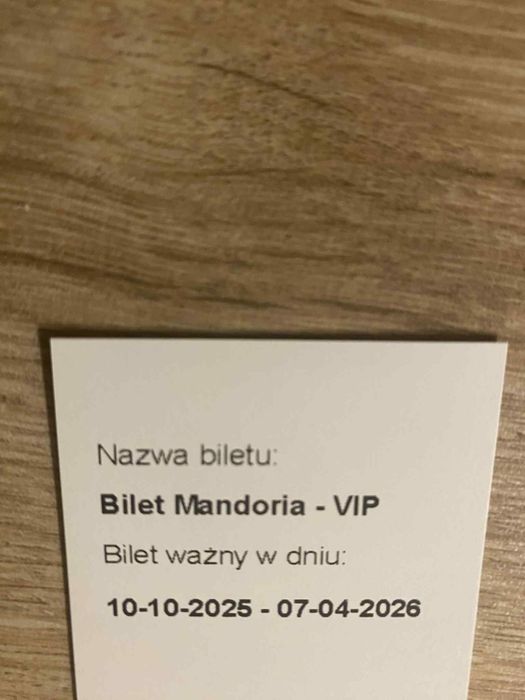 Nazwa biletu:
Bilet Mandoria - VIP
Bilet ważny w dniu:
10-10-2025 - 07-04-2026